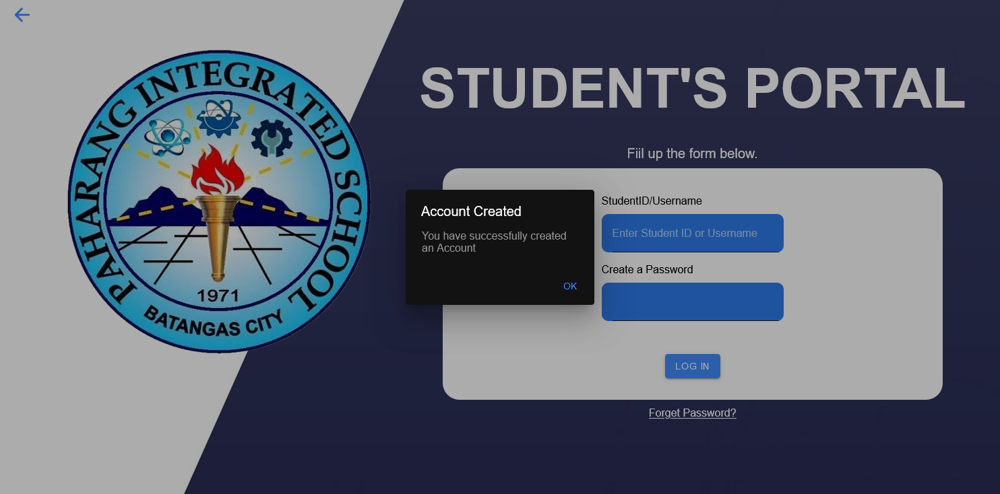 PAHARANG INTEGRATED SCHOOL
1971
BATANGAS CITY
STUDENT'S PORTAL
Fiil up the form below.
Account Created
You have successfully created
an Account
OK
StudentID/Username
Enter Student ID or Username
Create a Password
LOG IN
Forget Password?